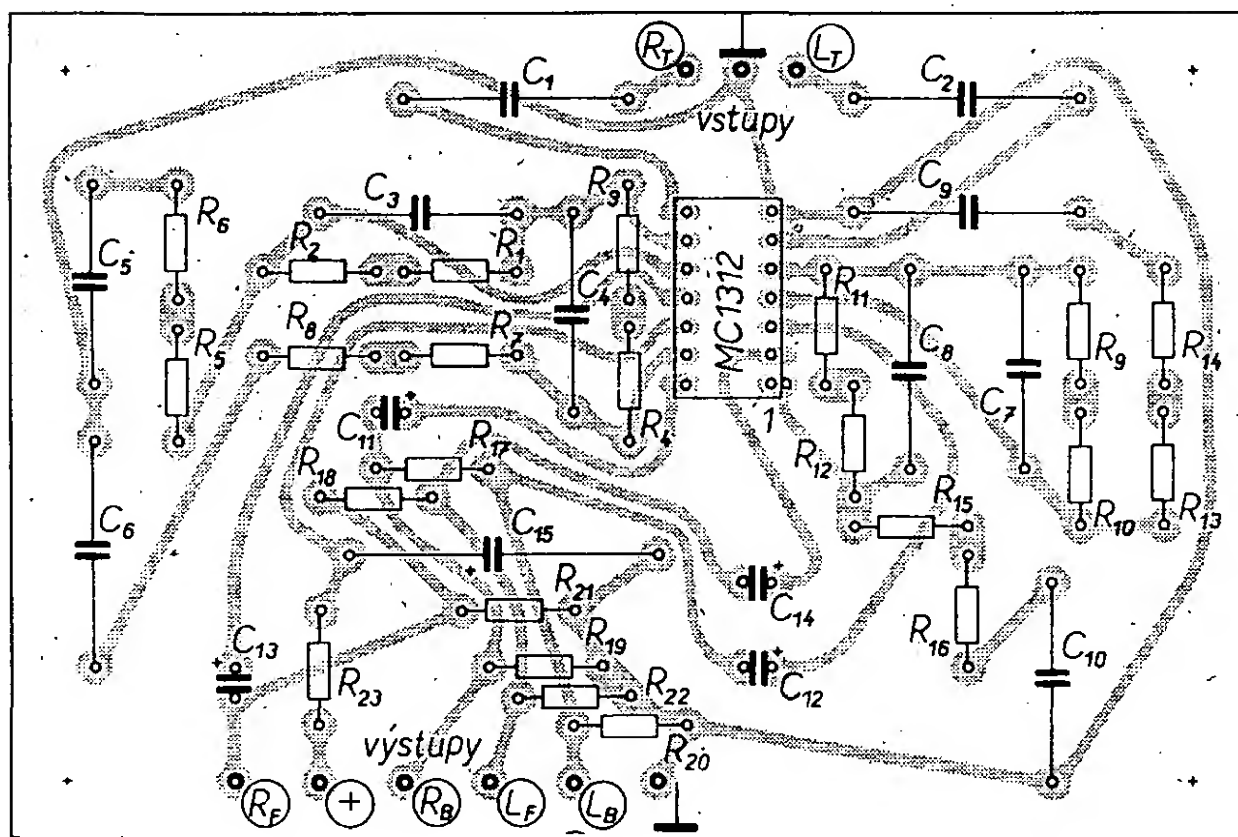 R_T
L_T
C_1
C_2
vstupy
R_6
C_3
R_9
C_9
R_2
R_1
C_5
C_4
MC1312
R_11
R_8
R_7
R_5
C_8
R_9
R_14
C_7
C_11
+
R_4
1
R_17
R_12
R_18
R_15
R_10
R_13
C_6
C_15
+
R_21
+
C_14
R_19
R_16
C_13
+
+
C_12
C_10
R_23
R_22
výstupy
R_20
R_F
+
R_B
L_F
L_B